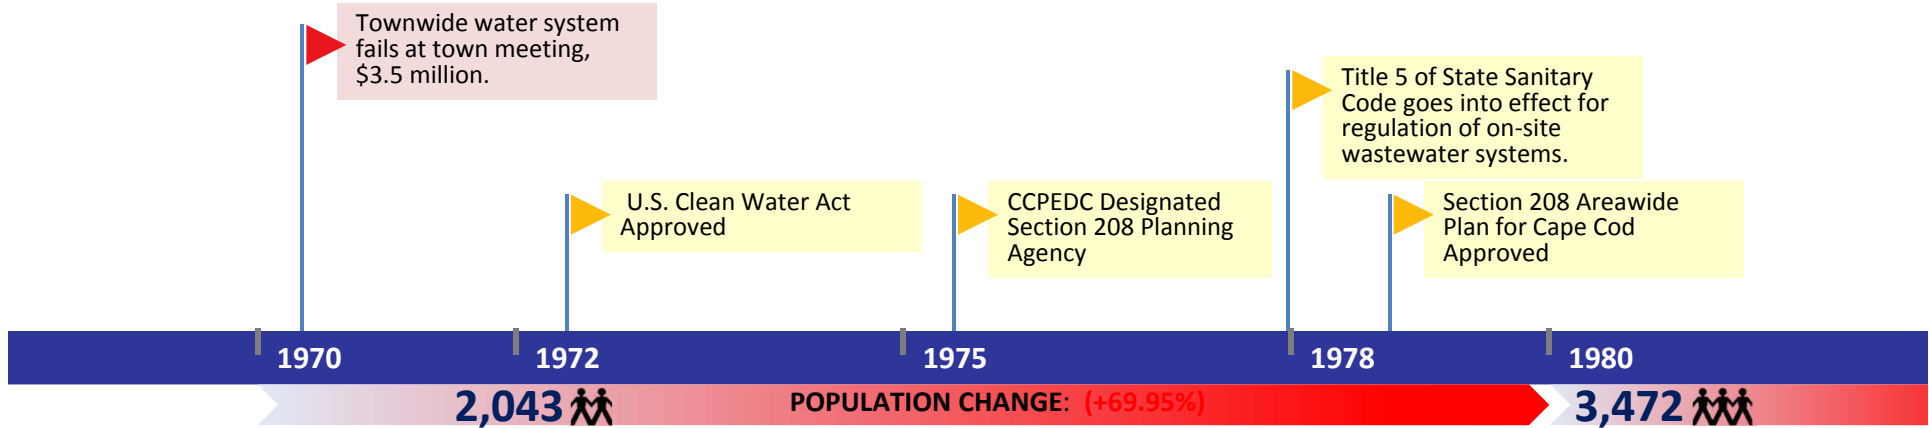 Townwide water system
fails at town meeting,
$3.5 million.
Title 5 of State Sanitary
Code goes into effect for
regulation of on-site
wastewater systems.
U.S. Clean Water Act
Approved
CCPEDC Designated
Section 208 Planning
Agency
Section 208 Areawide
Plan for Cape Cod
Approved
1970
1972
1975
1978
1980
2,043
POPULATION CHANGE: (+69.95%)
3,472